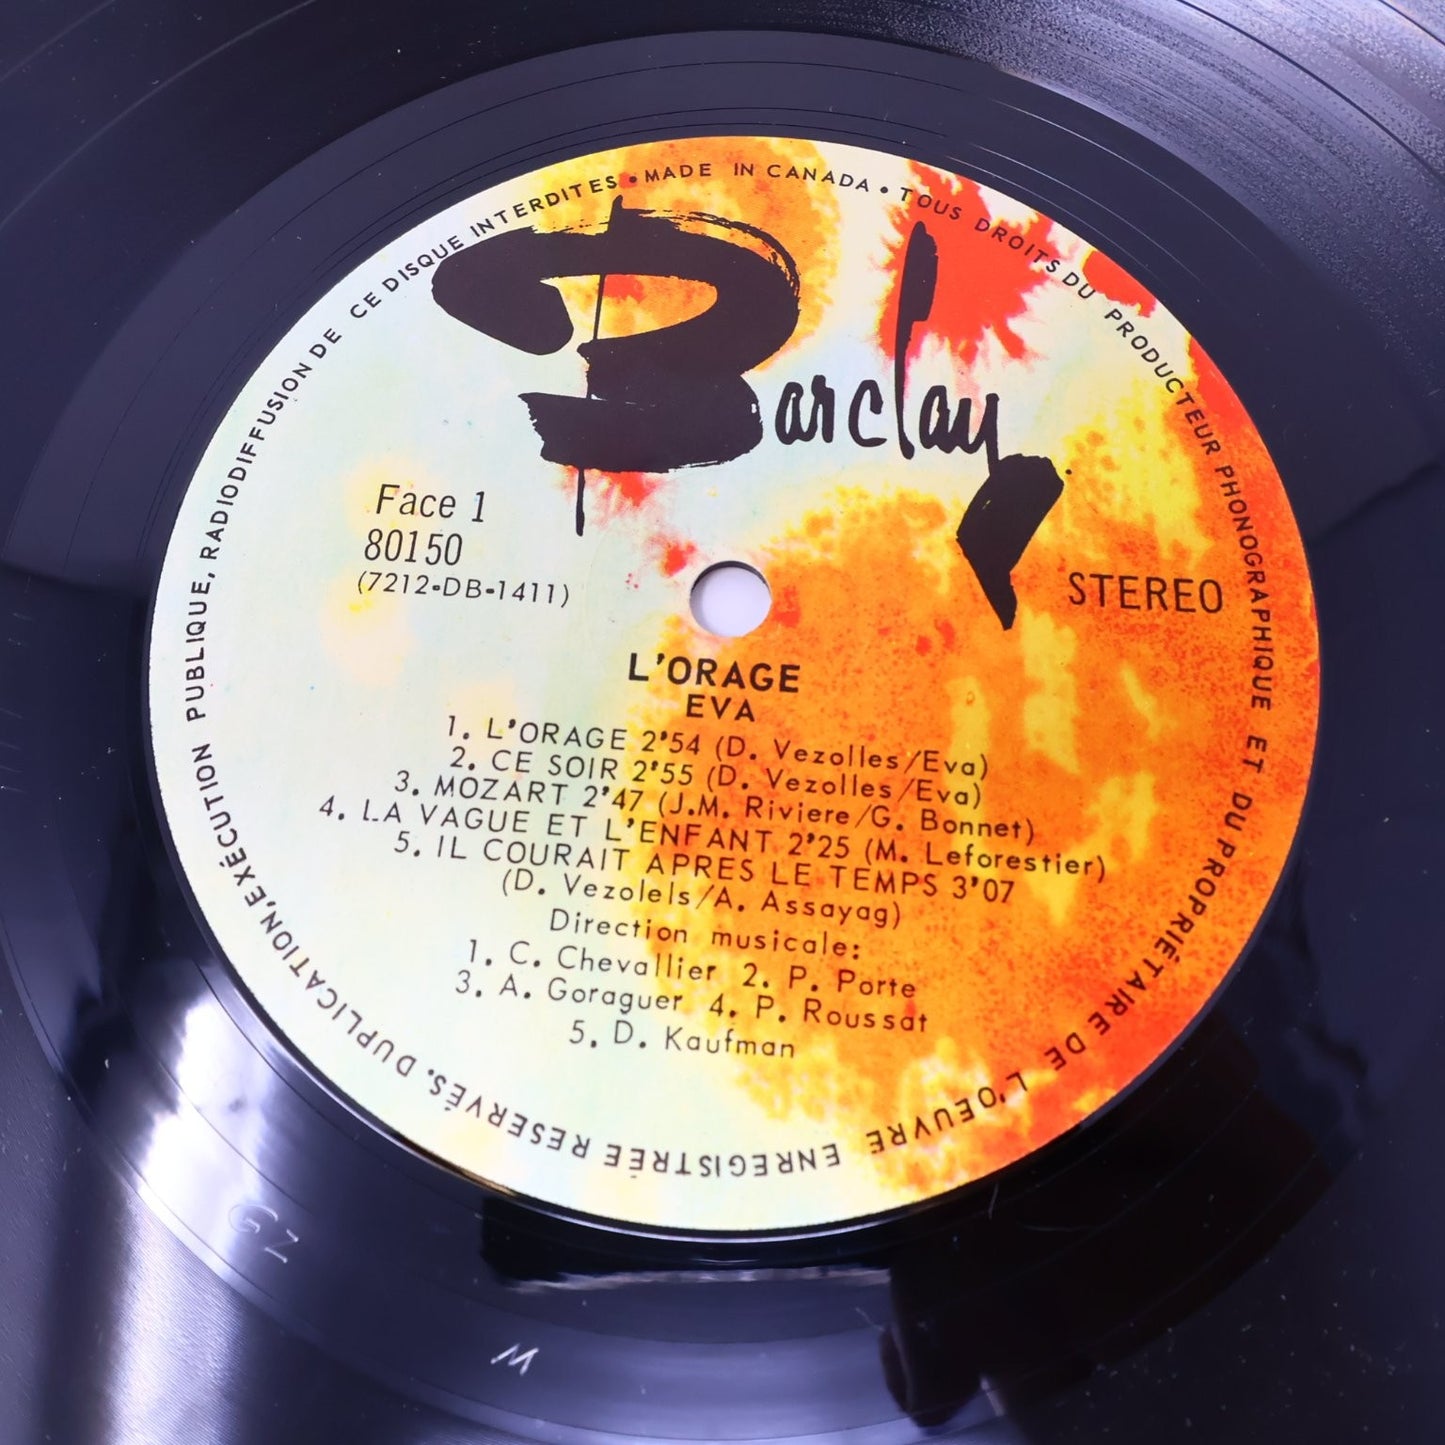 • MADE IN CANADA • TOUS DROITS DU PRODUCTEUR PHONOGRAPHIQUE ET DU PROPRIÉTAIRE DE L'OEUVRE ENREGISTRÉE RESERVÉS. DUPLICATION, EXÉCUTION PUBLIQUE, RADIODIFFUSION DE CE DISQUE INTERDITES
Barclay
Face 1
80150
(7212-DB-1411)
STEREO
L'ORAGE
EVA
1. L'ORAGE 2'54 (D. Vezolles/Eva)
2. CE SOIR 2'55 (D. Vezolles/Eva)
3. MOZART 2'47 (J.M. Riviere/G. Bonnet)
4. LA VAGUE ET L'ENFANT 2'25 (M. Leforestier)
5. IL COURAIT APRES LE TEMPS 3'07
(D. Vezolels/A. Assayag)
Direction musicale:
1. C. Chevallier 2. P. Porte
3. A. Goraguer 4. P. Roussat
5. D. Kaufman